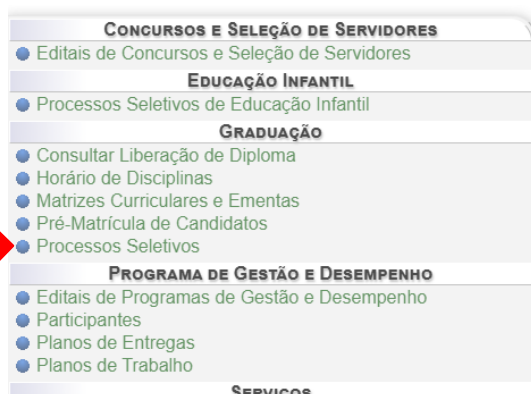 Concursos e Seleção de Servidores
Editais de Concursos e Seleção de Servidores
Educação Infantil
Processos Seletivos de Educação Infantil
Graduação
Consultar Liberação de Diploma
Horário de Disciplinas
Matrizes Curriculares e Ementas
Pré-Matrícula de Candidatos
Processos Seletivos
Programa de Gestão e Desempenho
Editais de Programas de Gestão e Desempenho
Participantes
Planos de Entregas
Planos de Trabalho
Serviços